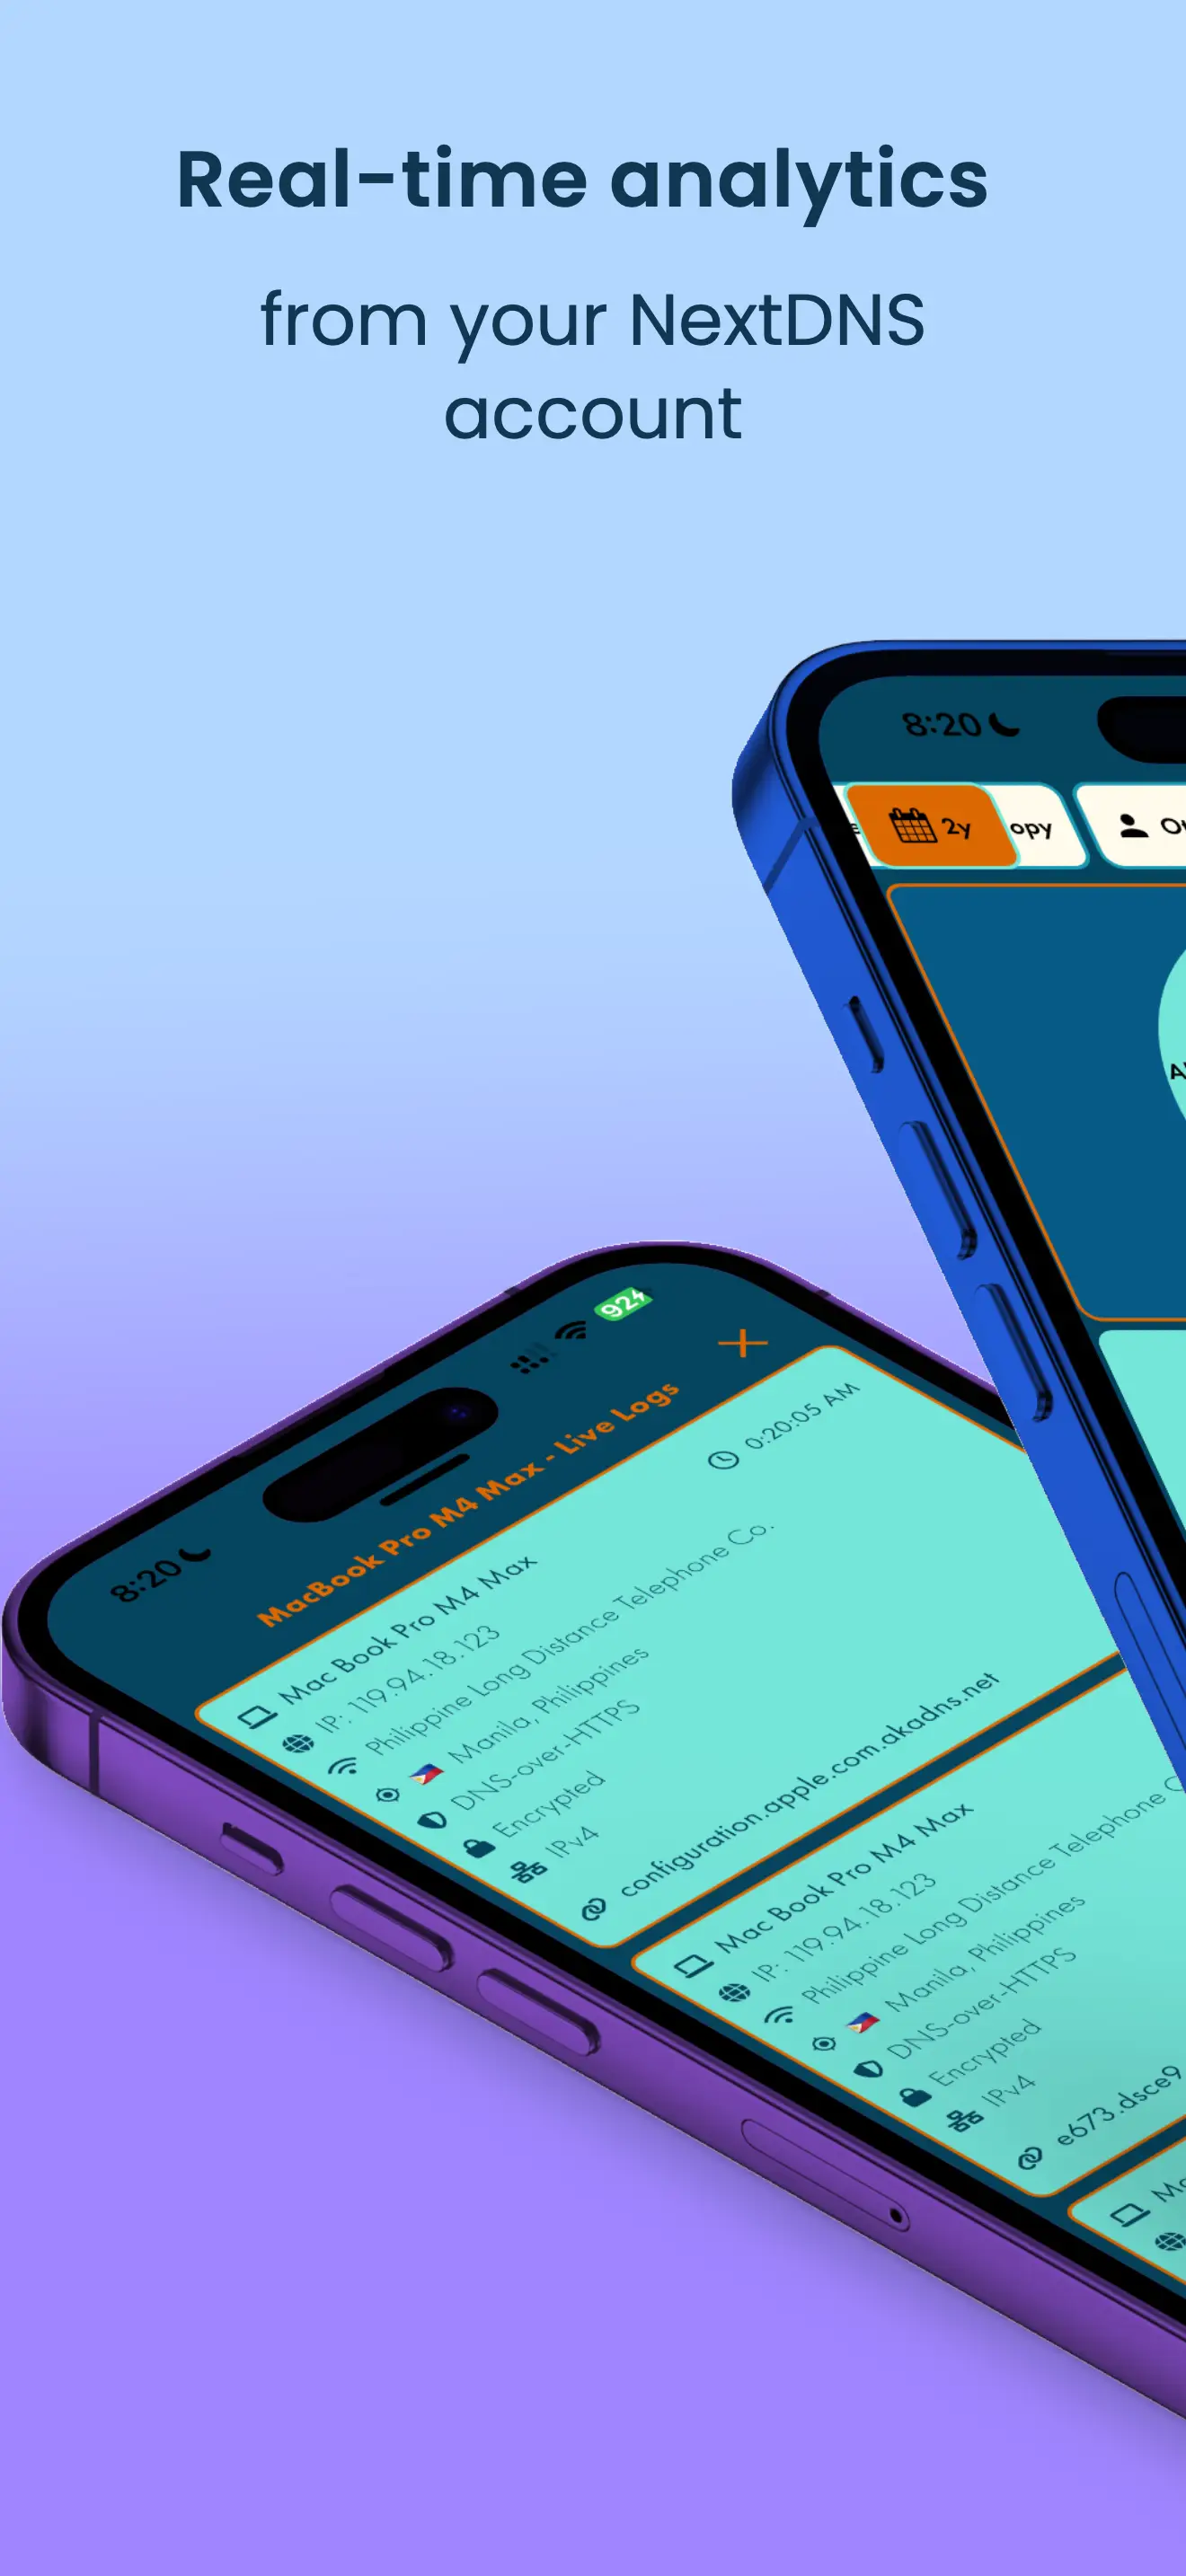 Real-time analytics
from your NextDNS
account
8:20
2y
opy
8:20
92
MacBook Pro M4 Max - Live Logs
0:20:05 AM
Mac Book Pro M4 Max
IP: 119.94.18.123
Philippine Long Distance Telephone Co.
Manila, Philippines
DNS-over-HTTPS
Encrypted
IPv4
configuration.apple.com.akadns.net
Mac Book Pro M4 Max
IP: 119.94.18.123
Philippine Long Distance Telephone
Manila, Philippines
DNS-over-HTTPS
Encrypted
IPv4
e673.dsce9